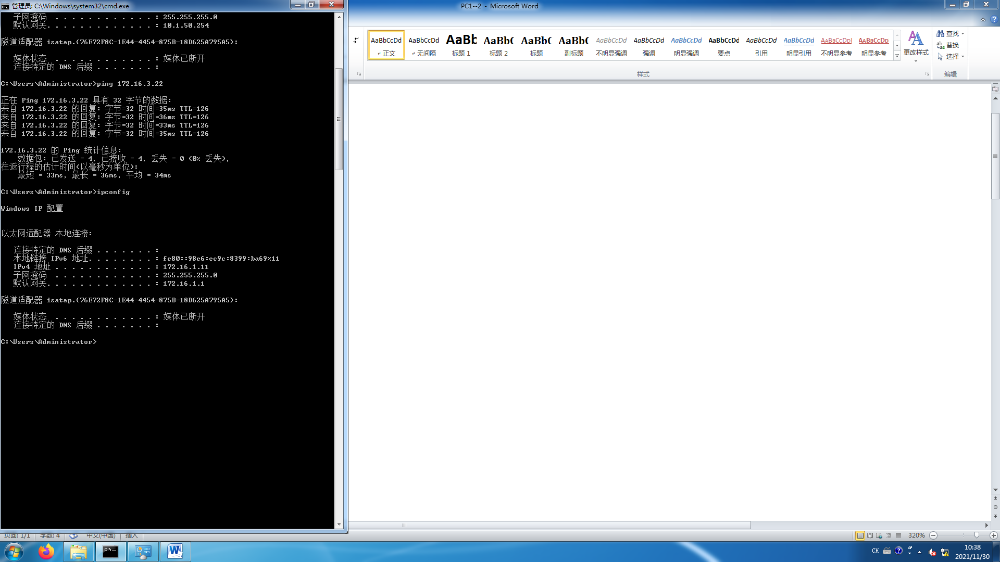 管理员: C:\Windows\system32\cmd.exe
   子网掩码  . . . . . . . . . . . . : 255.255.255.0
   默认网关. . . . . . . . . . . . . : 10.1.50.254
隧道适配器 isatap.{76E72F8C-1E44-4454-875B-18D625A795A5}:
   媒体状态  . . . . . . . . . . . . : 媒体已断开
   连接特定的 DNS 后缀 . . . . . . . :
C:\Users\Administrator>ping 172.16.3.22
正在 Ping 172.16.3.22 具有 32 字节的数据:
来自 172.16.3.22 的回复: 字节=32 时间=35ms TTL=126
来自 172.16.3.22 的回复: 字节=32 时间=36ms TTL=126
来自 172.16.3.22 的回复: 字节=32 时间=33ms TTL=126
来自 172.16.3.22 的回复: 字节=32 时间=35ms TTL=126
172.16.3.22 的 Ping 统计信息:
    数据包: 已发送 = 4, 已接收 = 4, 丢失 = 0 (0% 丢失),
往返行程的估计时间(以毫秒为单位):
    最短 = 33ms, 最长 = 36ms, 平均 = 34ms
C:\Users\Administrator>ipconfig
Windows IP 配置
以太网适配器 本地连接:
   连接特定的 DNS 后缀 . . . . . . . :
   本地链接 IPv6 地址. . . . . . . . : fe80::98e6:ec9c:8399:ba69%11
   IPv4 地址 . . . . . . . . . . . . : 172.16.1.11
   子网掩码  . . . . . . . . . . . . : 255.255.255.0
   默认网关. . . . . . . . . . . . . : 172.16.1.1
隧道适配器 isatap.{76E72F8C-1E44-4454-875B-18D625A795A5}:
   媒体状态  . . . . . . . . . . . . : 媒体已断开
   连接特定的 DNS 后缀 . . . . . . . :
C:\Users\Administrator>
PC1--2 - Microsoft Word
AaBbCcDd AaBbCcDd AaBb AaBbC AaBbC AaBbC AaBbCcDd AaBbCcDd AaBbCcDd AaBbCcDd AaBbCcDd AaBbCcDd AaBbCcDd AaBbCcDd
正文 无间隔 标题 1 标题 2 标题 副标题 不明显强调 强调 明显强调 要点 引用 明显引用 不明显参考 明显参考
更改样式
查找
替换
选择
样式
编辑
页面: 1/1 字数: 4 中文(中国) 插入
320%
CH
10:38
2021/11/30